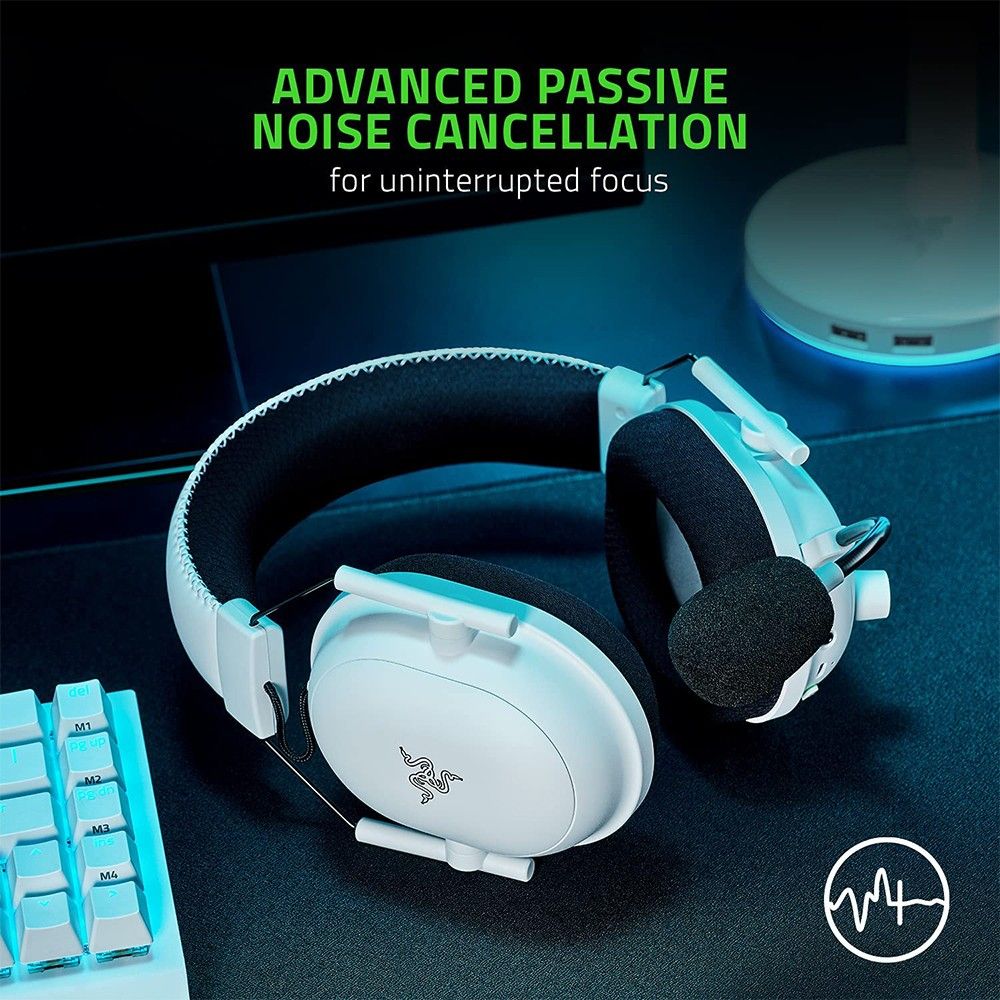 ADVANCED PASSIVE
NOISE CANCELLATION
for uninterrupted focus
del
M1
pg up
M2
pg dn
M3
ins
M4